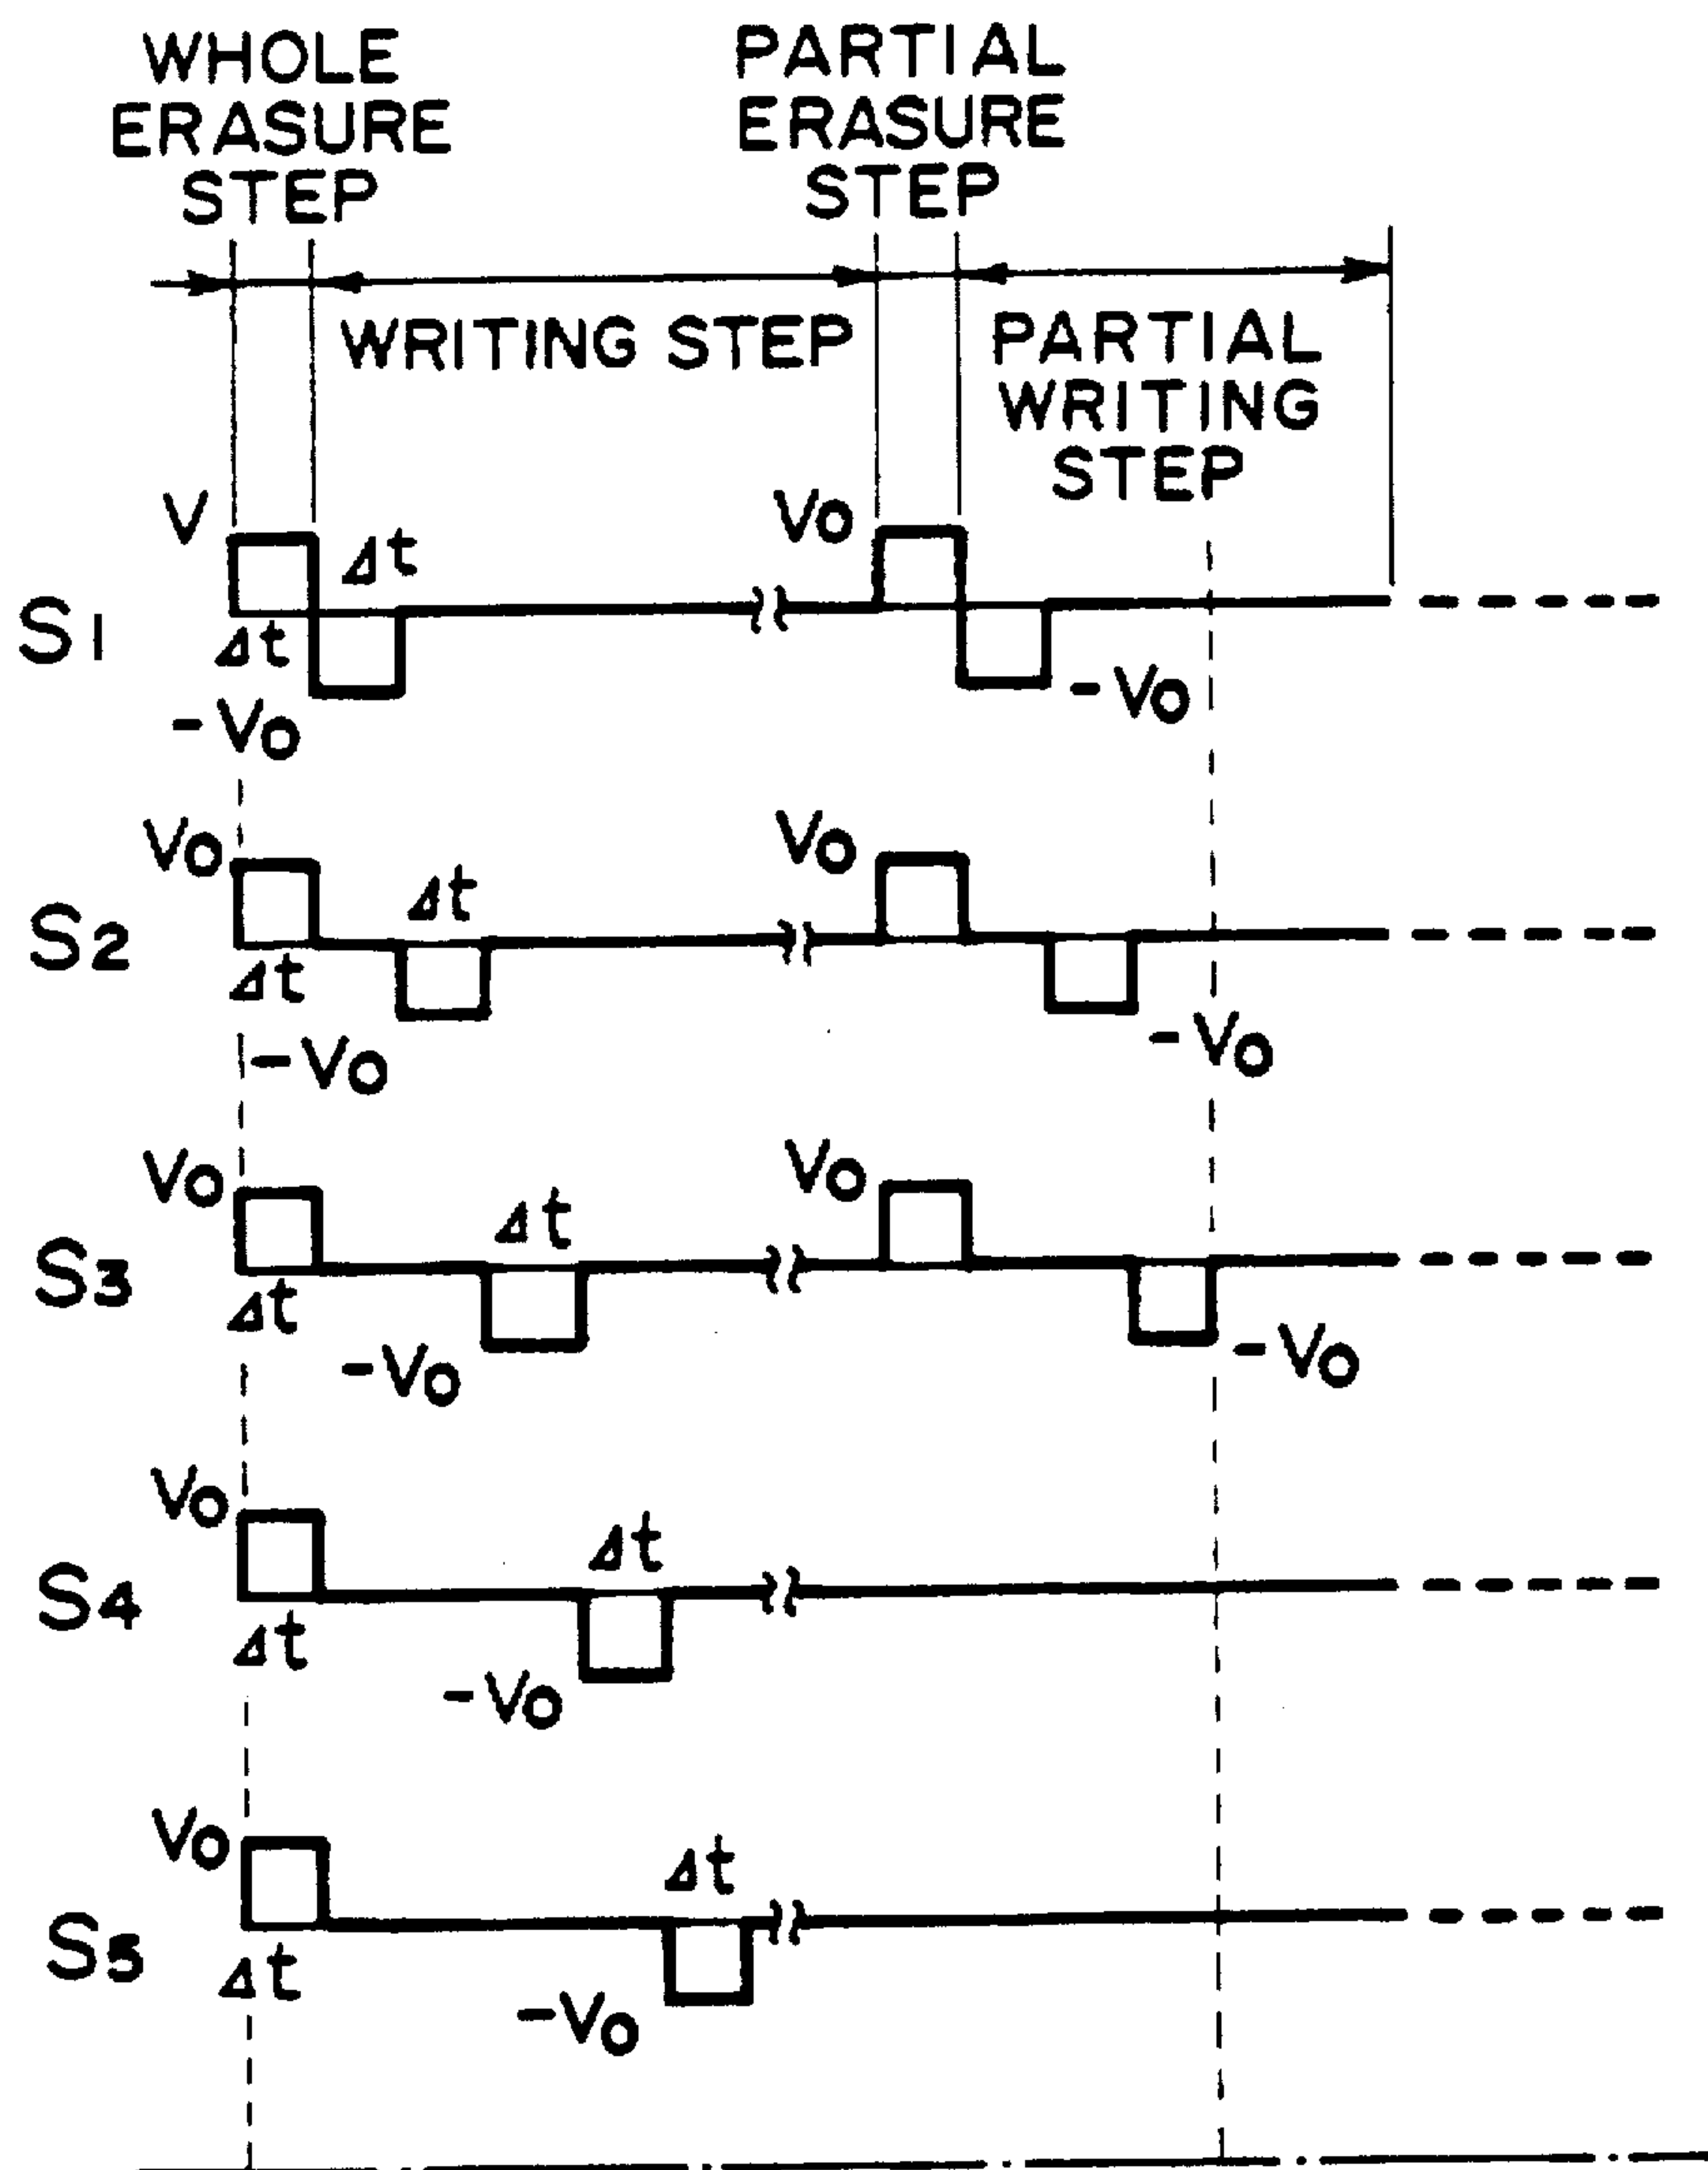 WHOLE
ERASURE
STEP
PARTIAL
ERASURE
STEP
WRITING STEP
PARTIAL
WRITING
STEP
V
Δt
Vo
S1
Δt
-Vo
-Vo
Vo
Δt
Vo
S2
Δt
-Vo
-Vo
Vo
Δt
Vo
S3
Δt
-Vo
-Vo
Vo
Δt
S4
Δt
-Vo
Vo
Δt
S5
Δt
-Vo